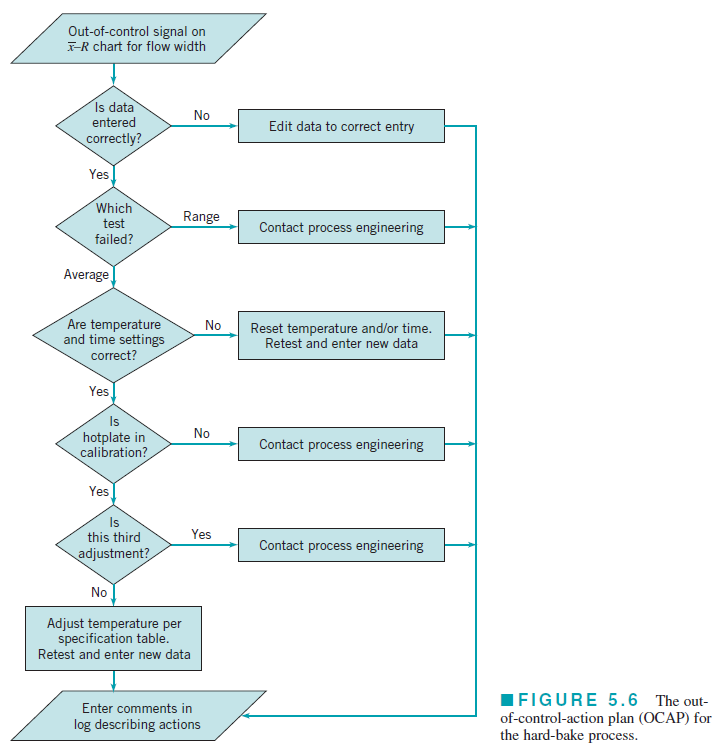 Out-of-control signal on
x̅–R chart for flow width
Is data
entered
correctly?
No
Edit data to correct entry
Yes
Which
test
failed?
Range
Contact process engineering
Average
Are temperature
and time settings
correct?
No
Reset temperature and/or time.
Retest and enter new data
Yes
Is
hotplate in
calibration?
No
Contact process engineering
Yes
Is
this third
adjustment?
Yes
Contact process engineering
No
Adjust temperature per
specification table.
Retest and enter new data
Enter comments in
log describing actions
■ FIGURE 5.6 The out-
of-control-action plan (OCAP) for
the hard-bake process.